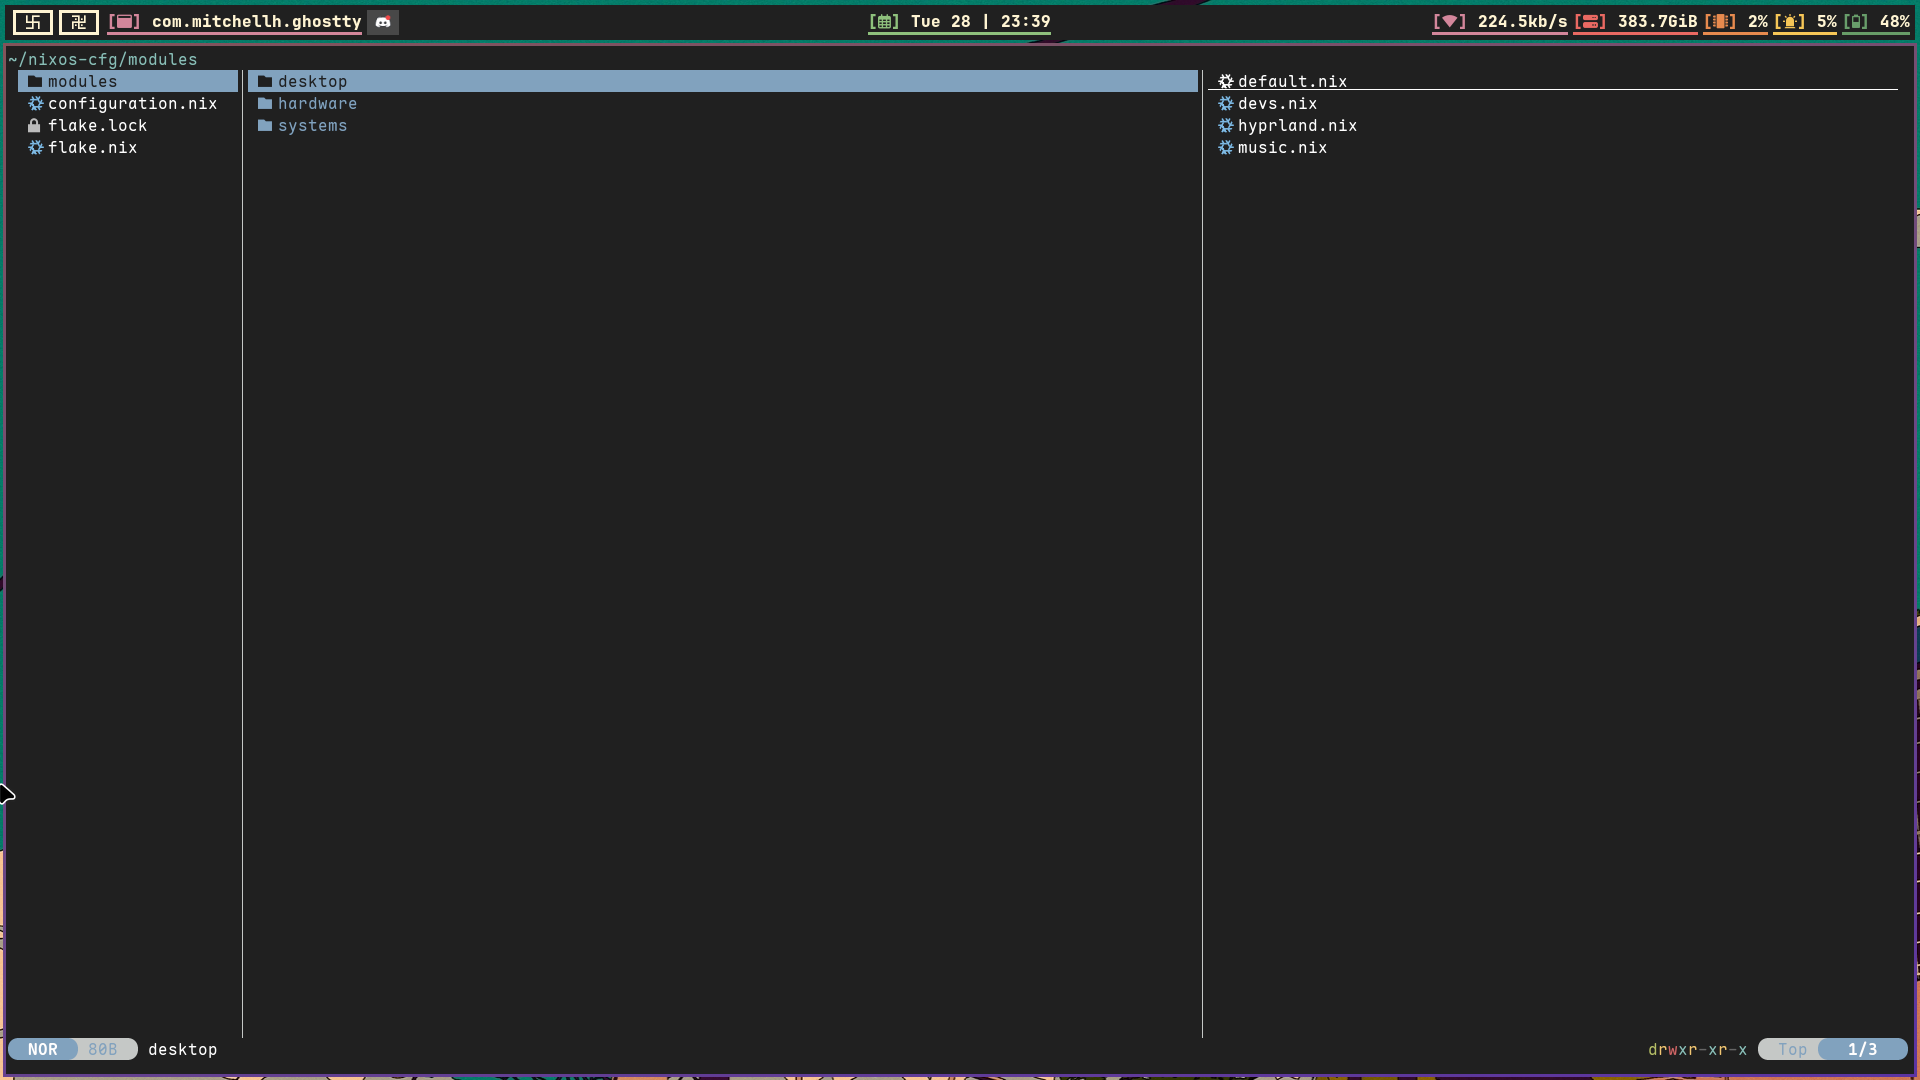 卐 卍 [ ] com.mitchellh.ghostty [ ] Tue 28 | 23:39 [ ] 224.5kb/s [ ] 383.7GiB [ ] 2% [ ] 5% [ ] 48%
~/nixos-cfg/modules
modules desktop default.nix
configuration.nix hardware devs.nix
flake.lock systems hyprland.nix
flake.nix music.nix
NOR 80B desktop drwxr-xr-x Top 1/3